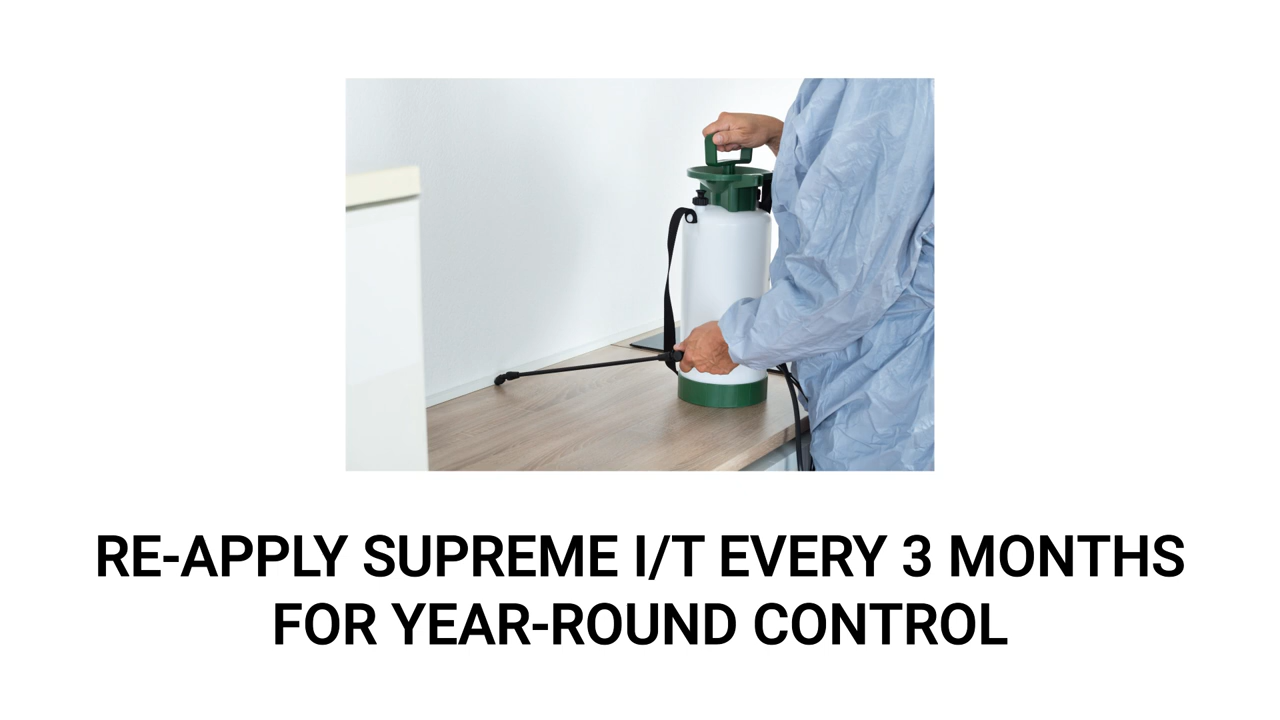 RE-APPLY SUPREME I/T EVERY 3 MONTHS
FOR YEAR-ROUND CONTROL